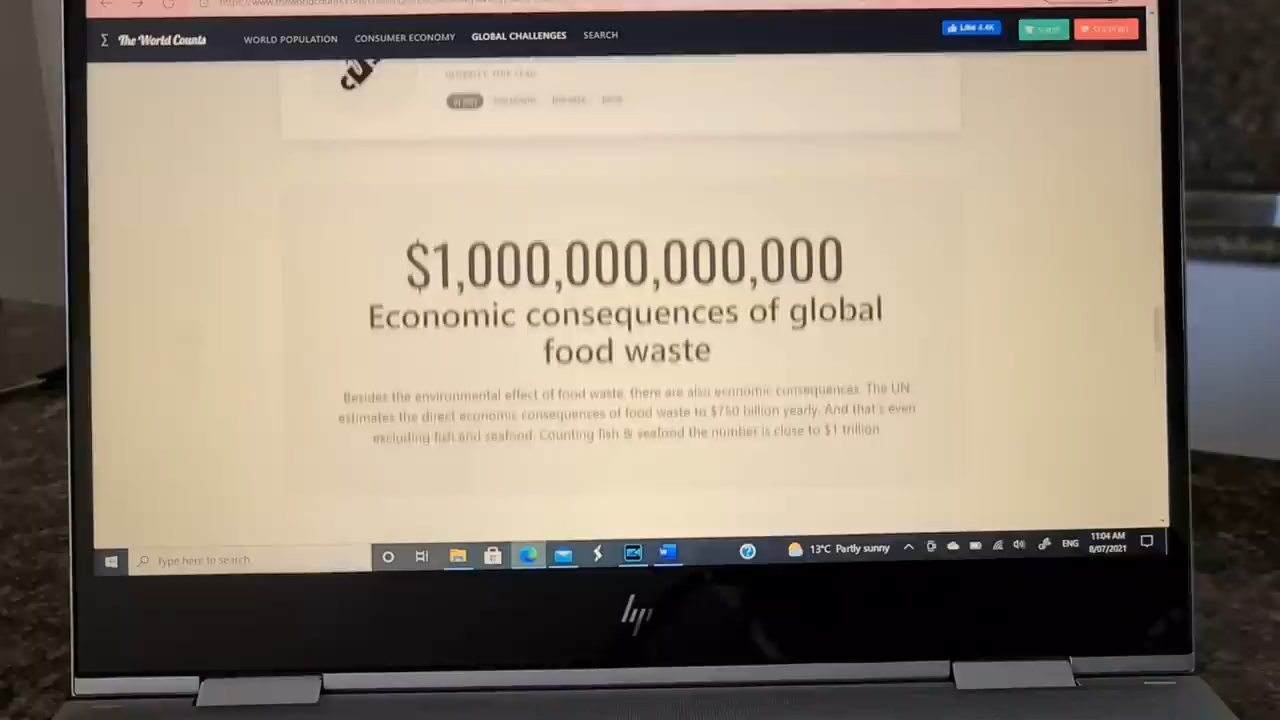 The World Counts
WORLD POPULATION CONSUMER ECONOMY GLOBAL CHALLENGES SEARCH
Like 4.4K
$1,000,000,000,000
Economic consequences of global
food waste
Besides the environmental effect of food waste, there are also economic consequences. The UN
estimates the direct economic consequences of food waste to $750 billion yearly. And that's even
excluding fish and seafood. Counting fish & seafood the number is close to $1 trillion
Type here to search
13°C Partly sunny
ENG
11:04 AM
8/07/2021
hp